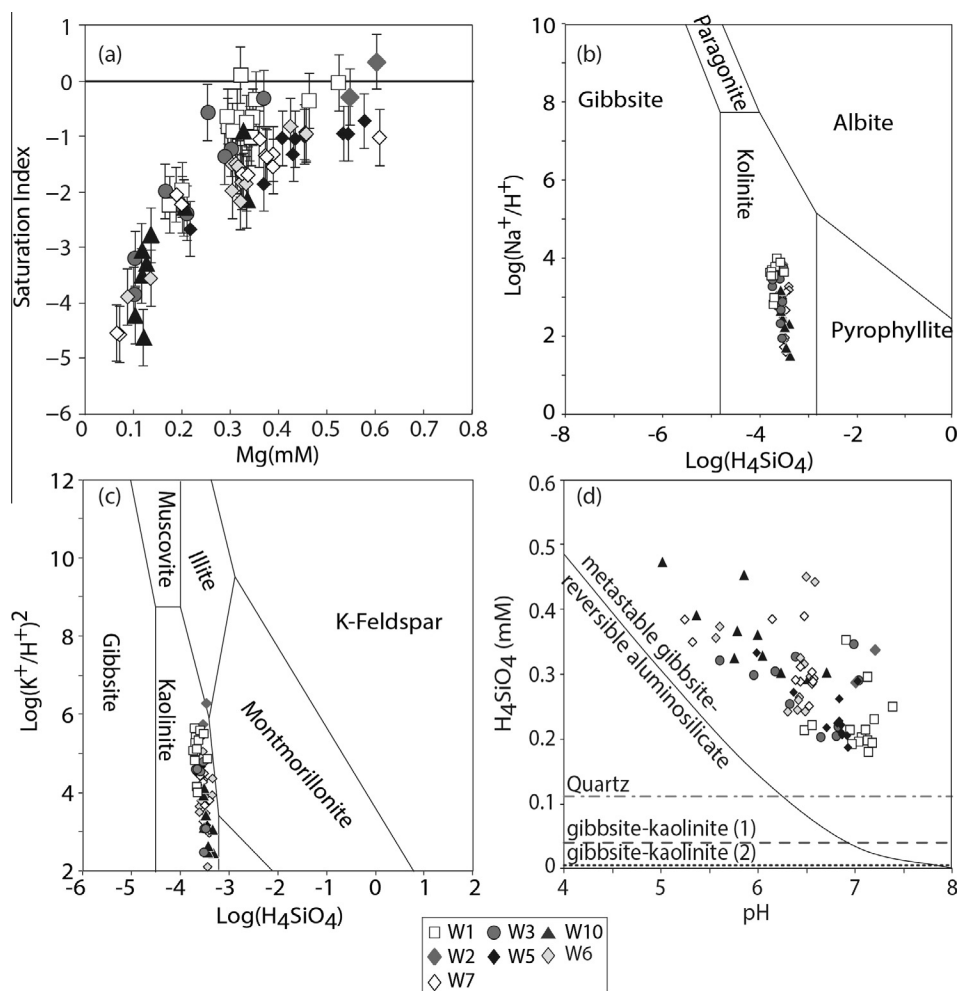 (a)
Saturation Index
1
0
-1
-2
-3
-4
-5
-6
0 0.1 0.2 0.3 0.4 0.5 0.6 0.7 0.8
Mg(mM)
(b)
Log(Na+/H+)
10
8
6
4
2
0
Gibbsite
Paragonite
Kolinite
Albite
Pyrophyllite
-8 -6 -4 -2 0
Log(H4SiO4)
(c)
Log(K+/H+)2
12
10
8
6
4
2
Gibbsite
Muscovite
Kaolinite
Illite
K-Feldspar
Montmorillonite
-6 -5 -4 -3 -2 -1 0 1 2
Log(H4SiO4)
(d)
H4SiO4 (mM)
0.6
0.5
0.4
0.3
0.2
0.1
0
metastable gibbsite-
reversible aluminosilicate
Quartz
gibbsite-kaolinite (1)
gibbsite-kaolinite (2)
4 5 6 7 8
pH
W1 W3 W10
W2 W5 W6
W7